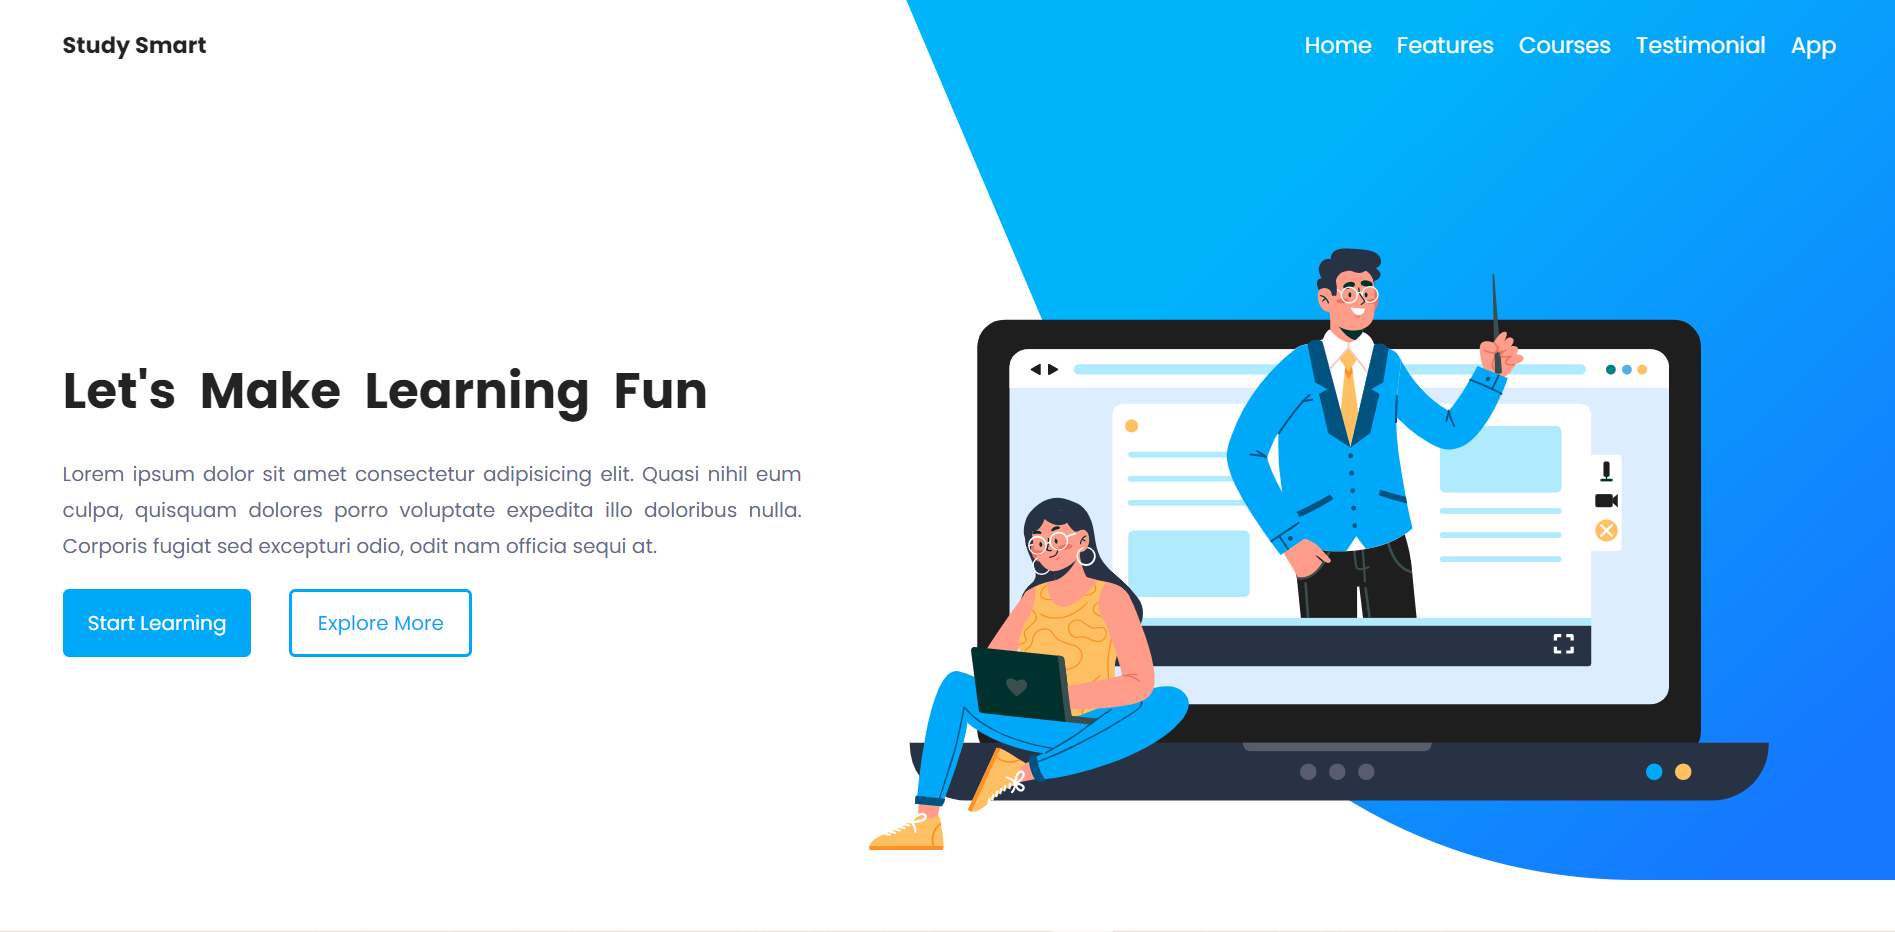 Study Smart
Home Features Courses Testimonial App
Let's Make Learning Fun
Lorem ipsum dolor sit amet consectetur adipisicing elit. Quasi nihil eum
culpa, quisquam dolores porro voluptate expedita illo doloribus nulla.
Corporis fugiat sed excepturi odio, odit nam officia sequi at.
Start Learning
Explore More